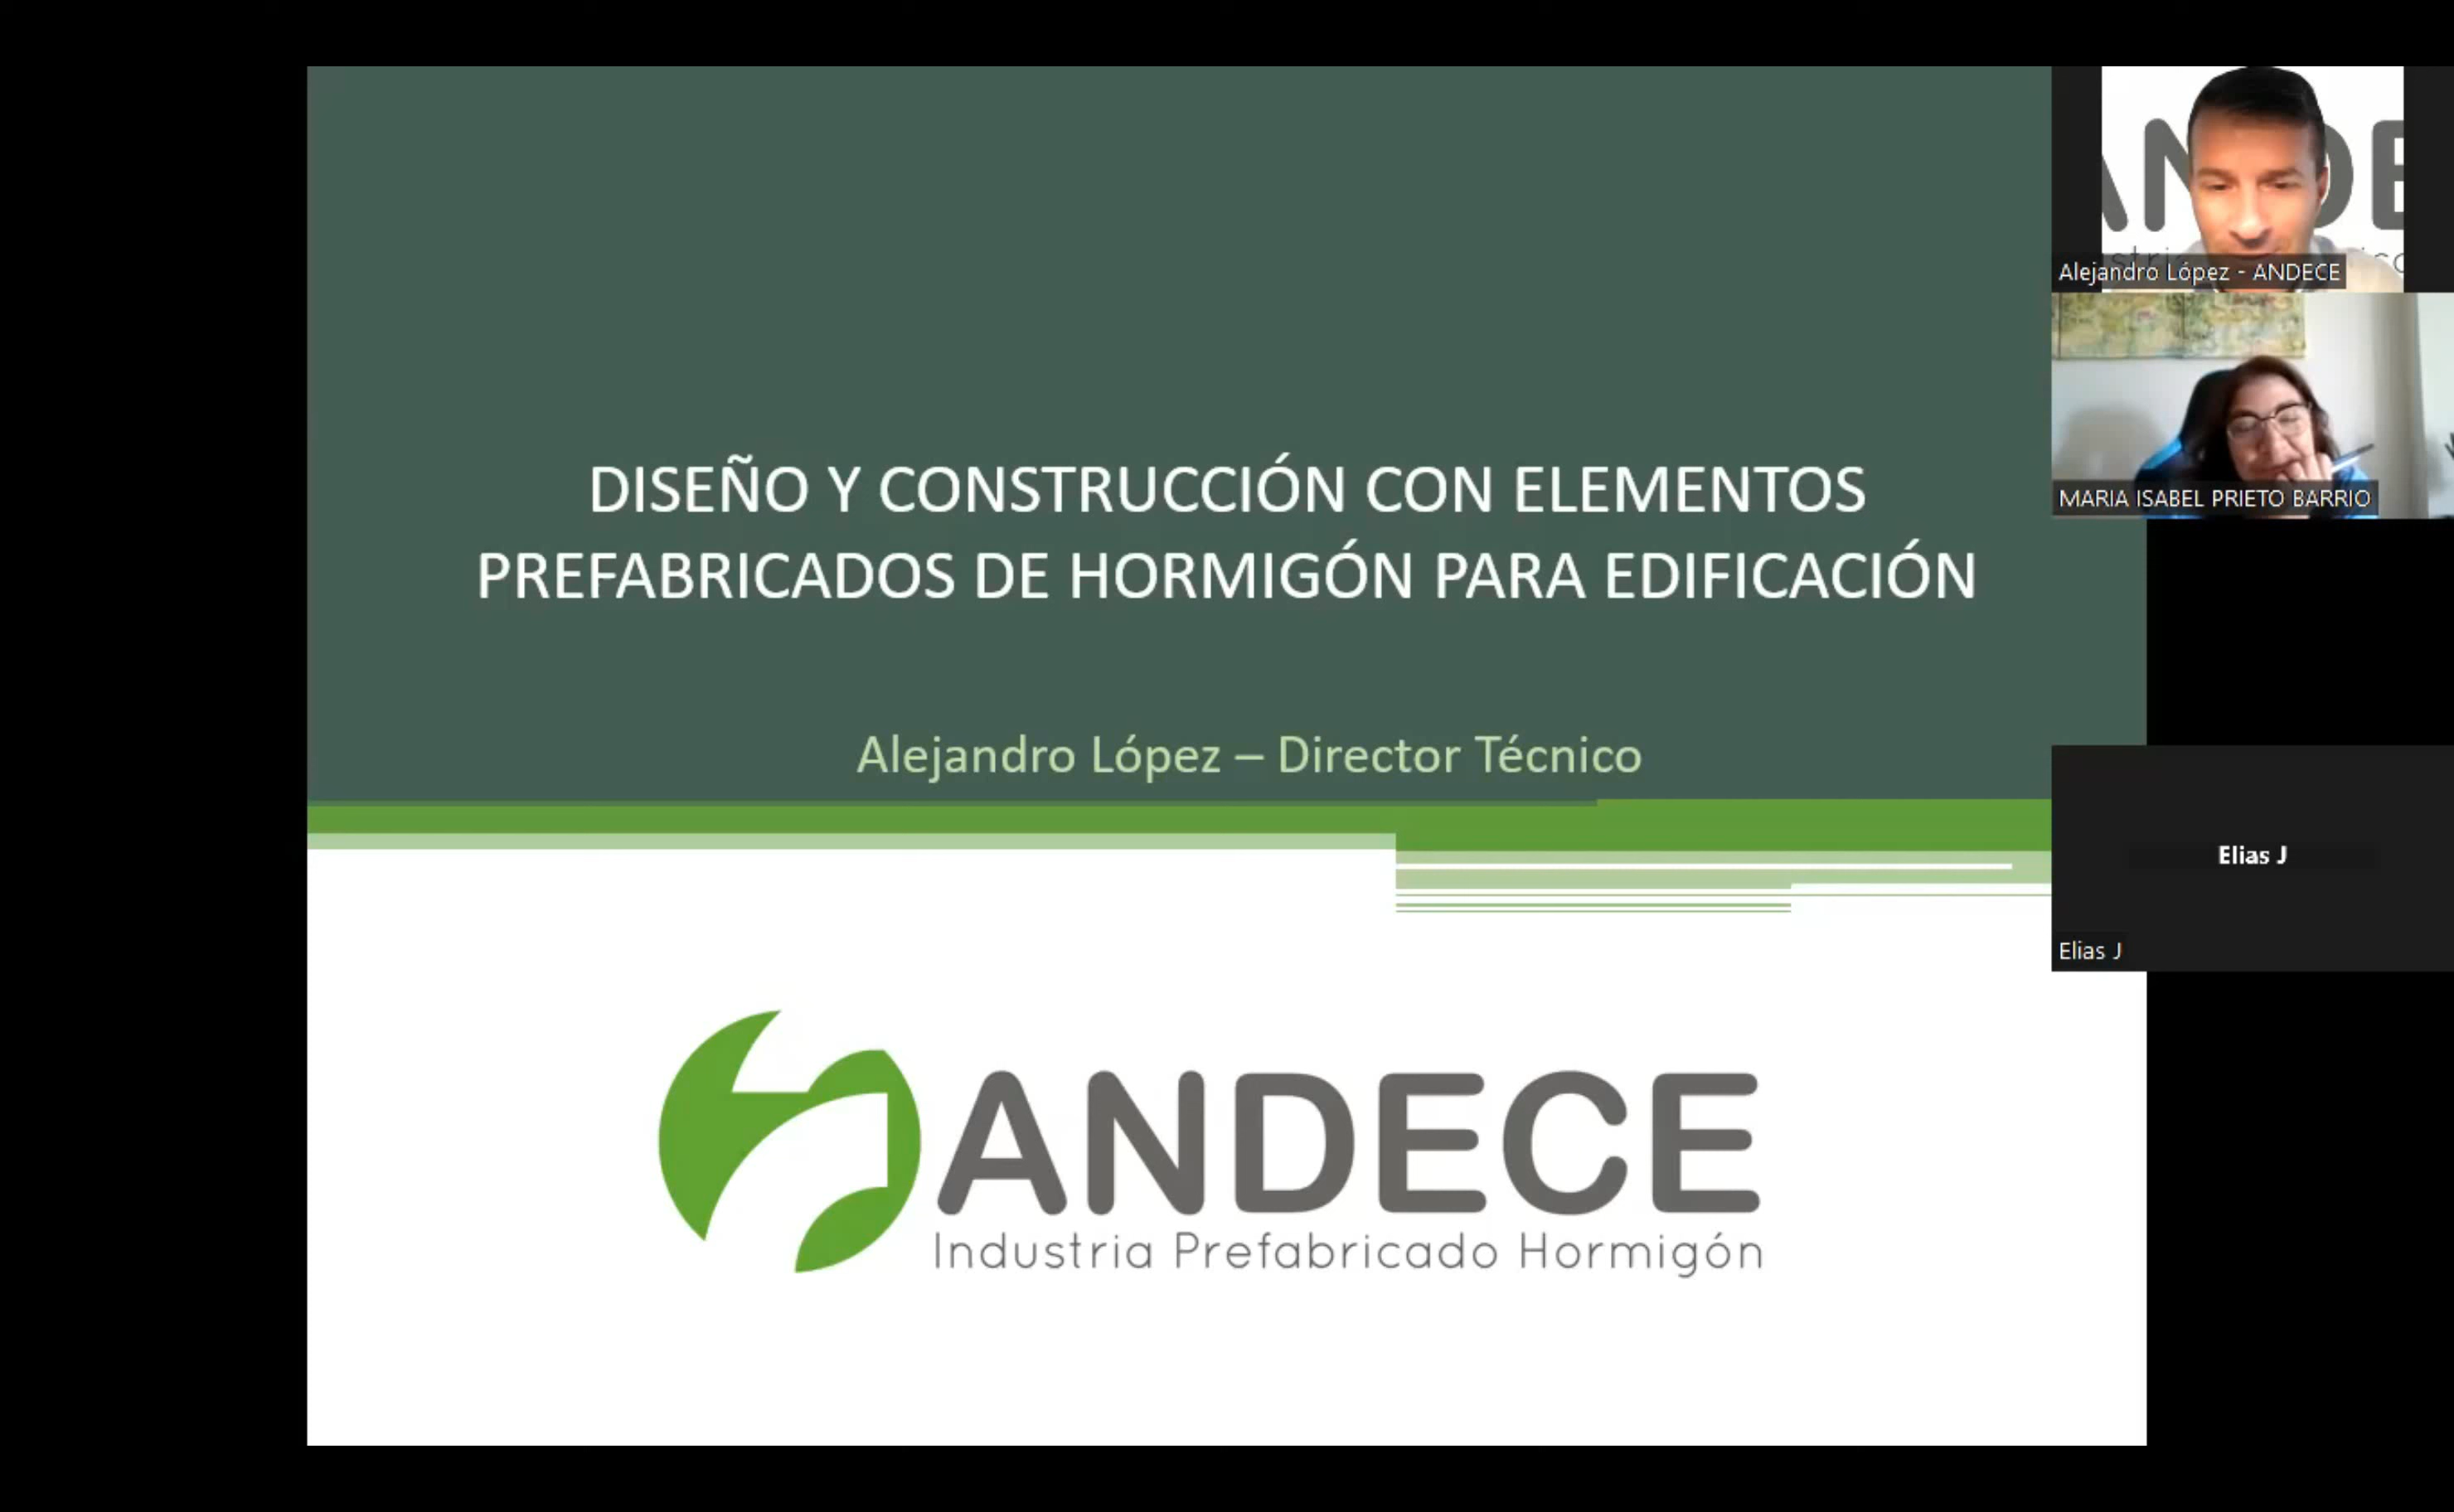 DISEÑO Y CONSTRUCCIÓN CON ELEMENTOS
PREFABRICADOS DE HORMIGÓN PARA EDIFICACIÓN
Alejandro López – Director Técnico
ANDECE
Industria Prefabricado Hormigón
Alejandro López - ANDECE
MARIA ISABEL PRIETO BARRIO
Elias J
Elias J